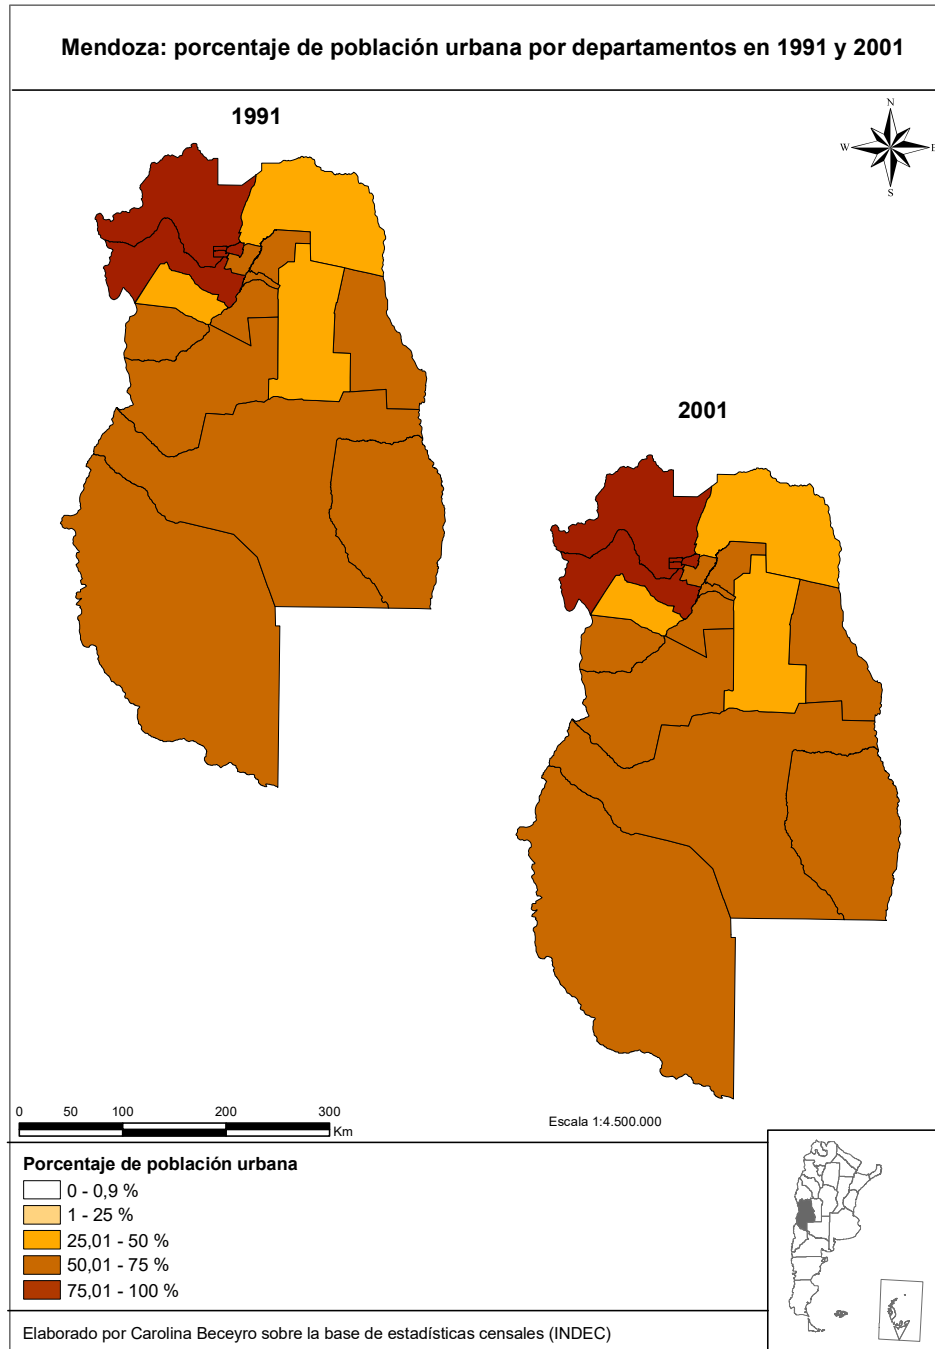 Mendoza: porcentaje de población urbana por departamentos en 1991 y 2001
1991
N
W
E
S
2001
0 50 100 200 300
Km
Escala 1:4.500.000
Porcentaje de población urbana
0 - 0,9 %
1 - 25 %
25,01 - 50 %
50,01 - 75 %
75,01 - 100 %
Elaborado por Carolina Beceyro sobre la base de estadísticas censales (INDEC)